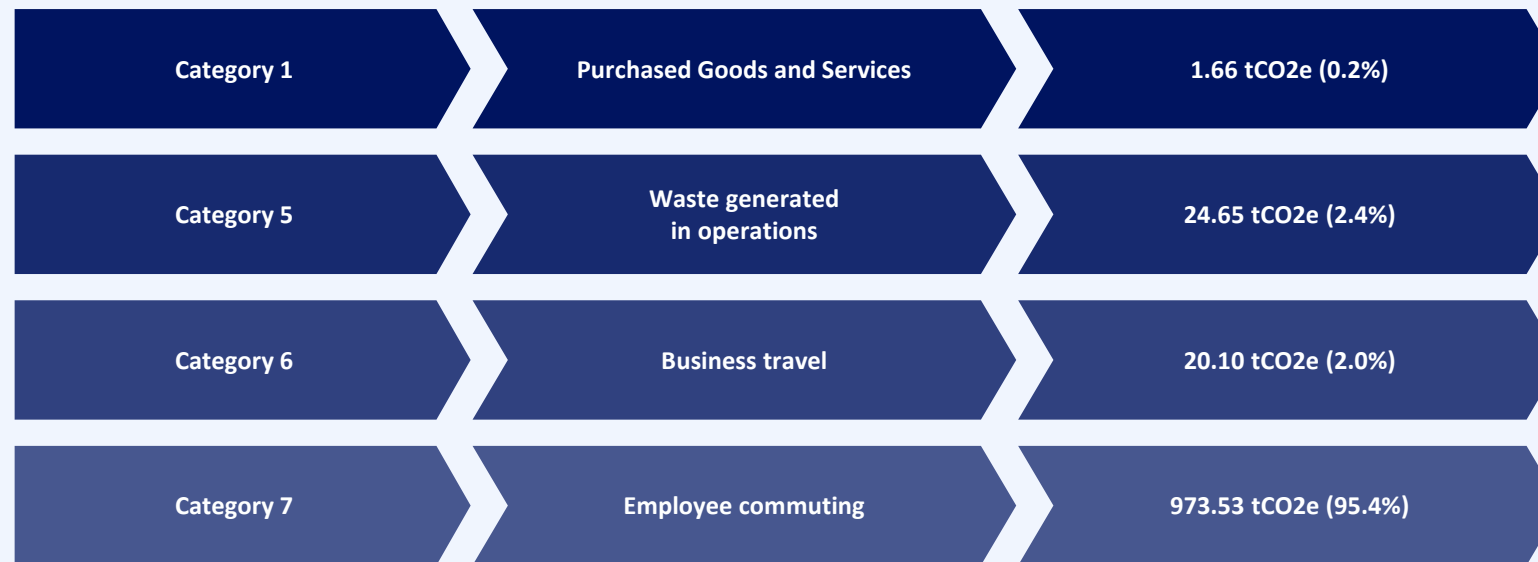 Category 1
Purchased Goods and Services
1.66 tCO2e (0.2%)
Category 5
Waste generated
in operations
24.65 tCO2e (2.4%)
Category 6
Business travel
20.10 tCO2e (2.0%)
Category 7
Employee commuting
973.53 tCO2e (95.4%)